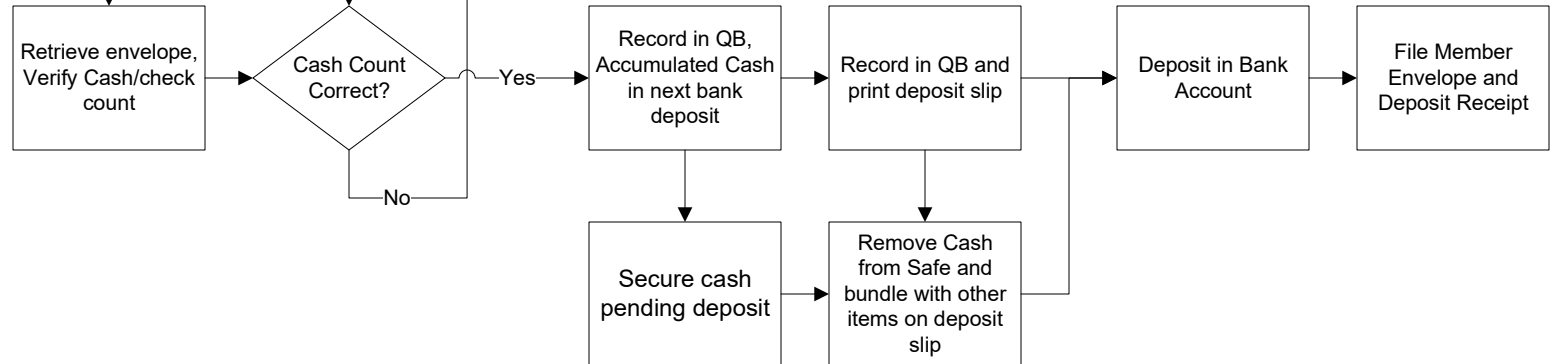 Retrieve envelope,
Verify Cash/check
count
Cash Count
Correct?
Yes
No
Record in QB,
Accumulated Cash
in next bank
deposit
Record in QB and
print deposit slip
Deposit in Bank
Account
File Member
Envelope and
Deposit Receipt
Secure cash
pending deposit
Remove Cash
from Safe and
bundle with other
items on deposit
slip